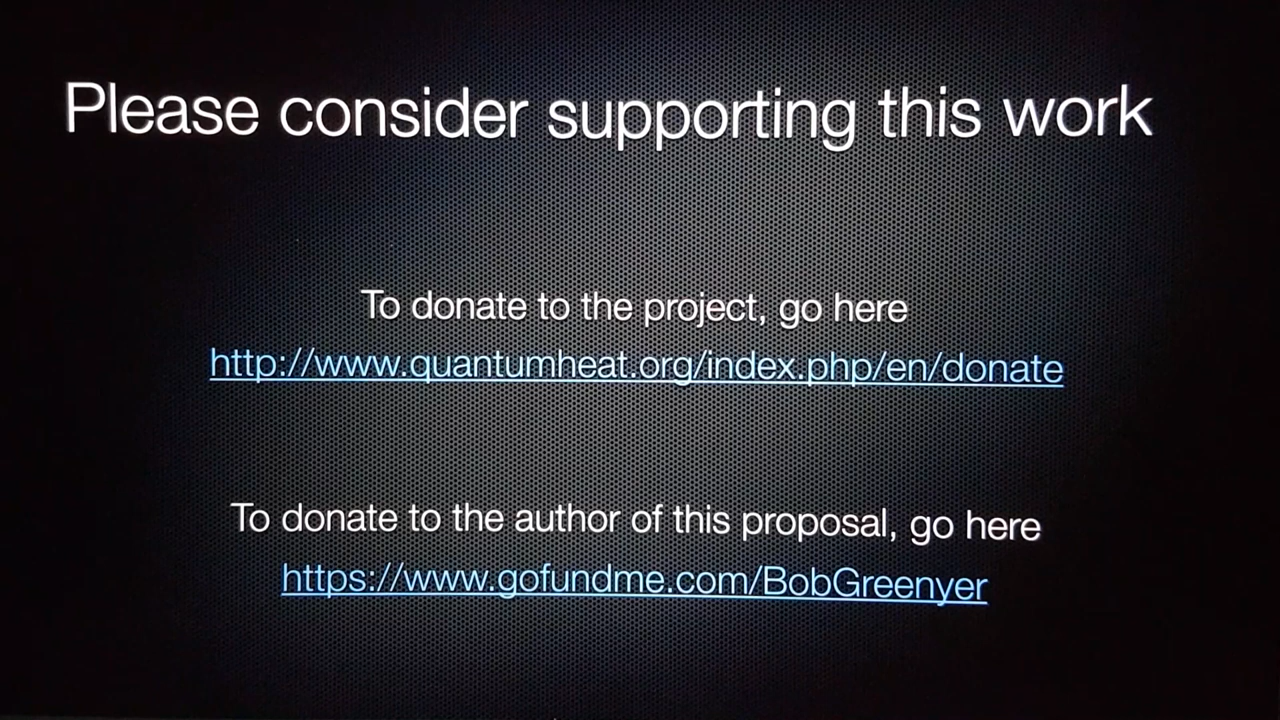 Please consider supporting this work
To donate to the project, go here
http://www.quantumheat.org/index.php/en/donate
To donate to the author of this proposal, go here
https://www.gofundme.com/BobGreenyer